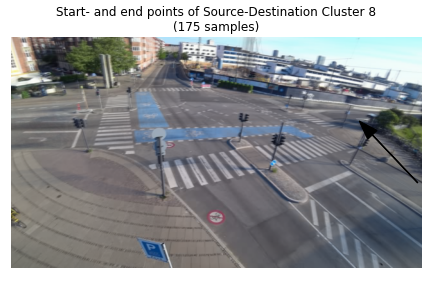 Start- and end points of Source-Destination Cluster 8
(175 samples)
P